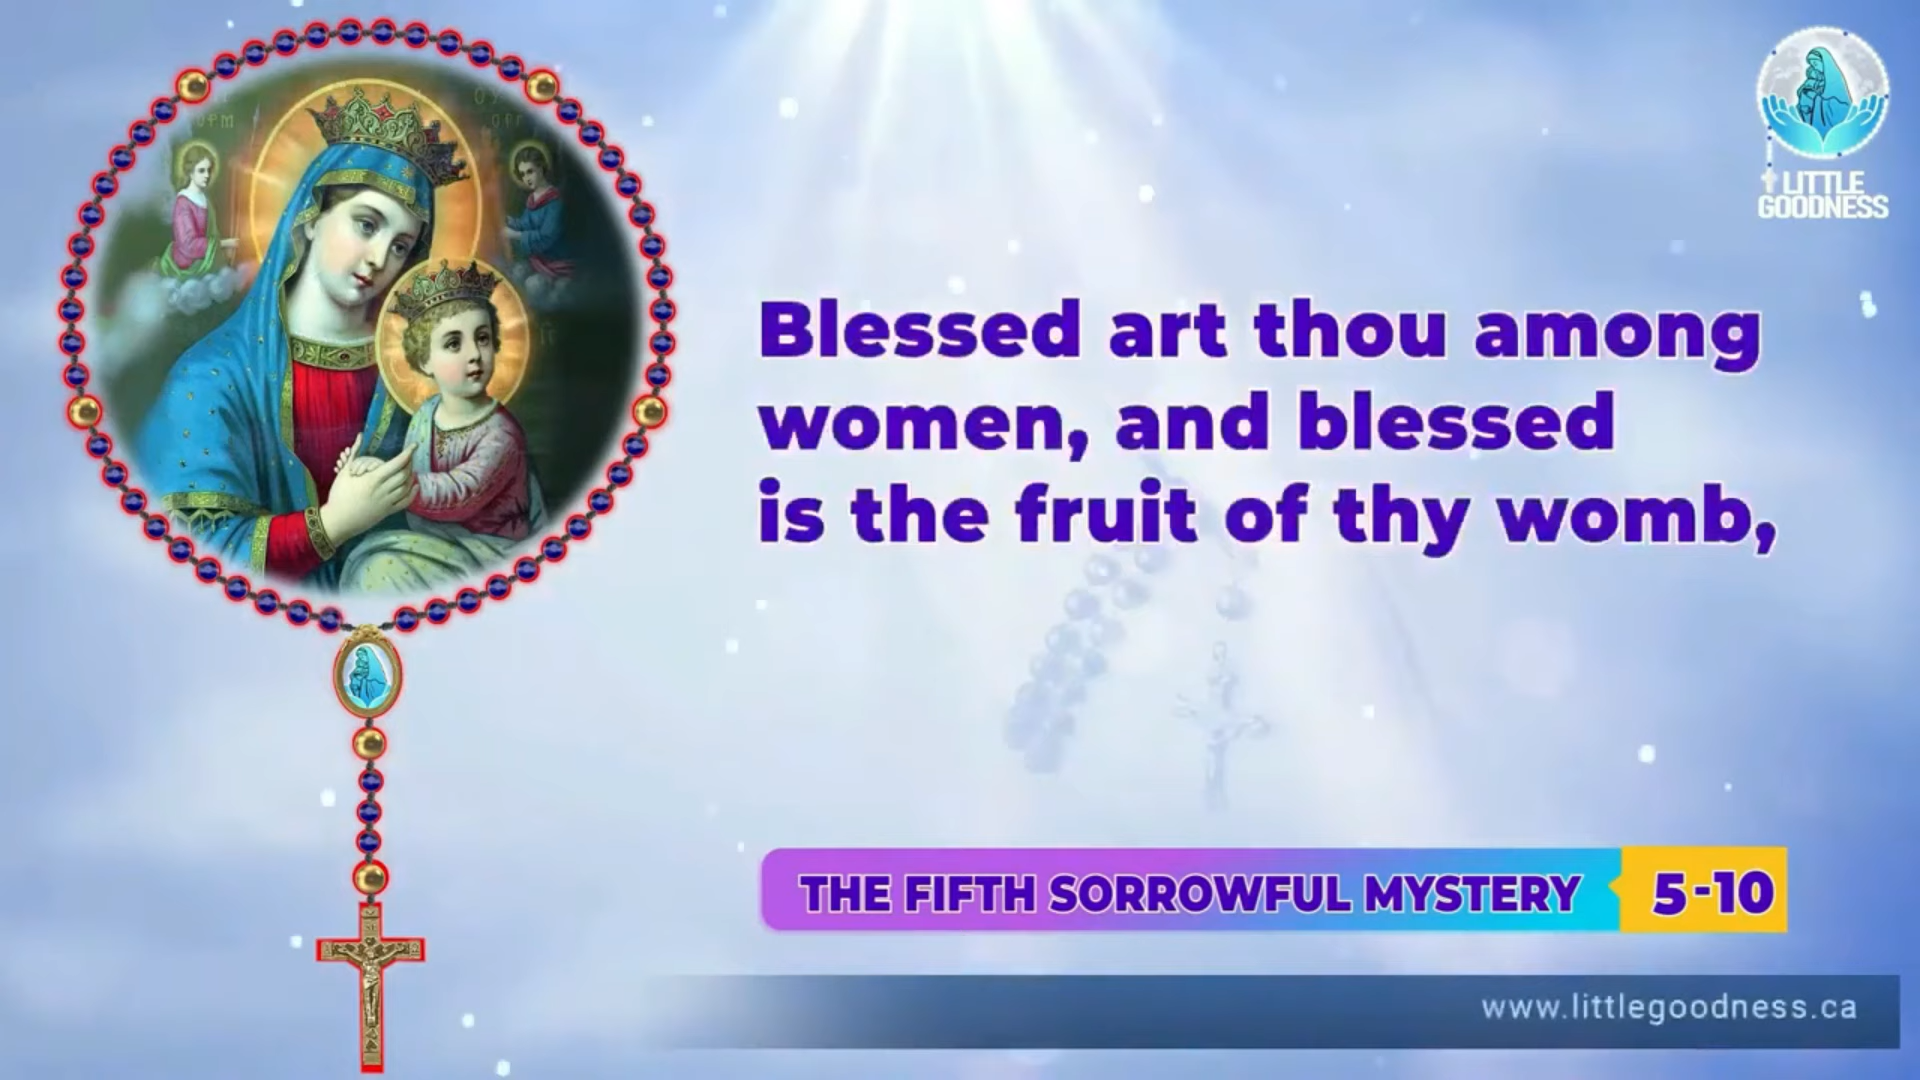 LITTLE
GOODNESS
Blessed art thou among
women, and blessed
is the fruit of thy womb,
THE FIFTH SORROWFUL MYSTERY 5-10
www.littlegoodness.ca